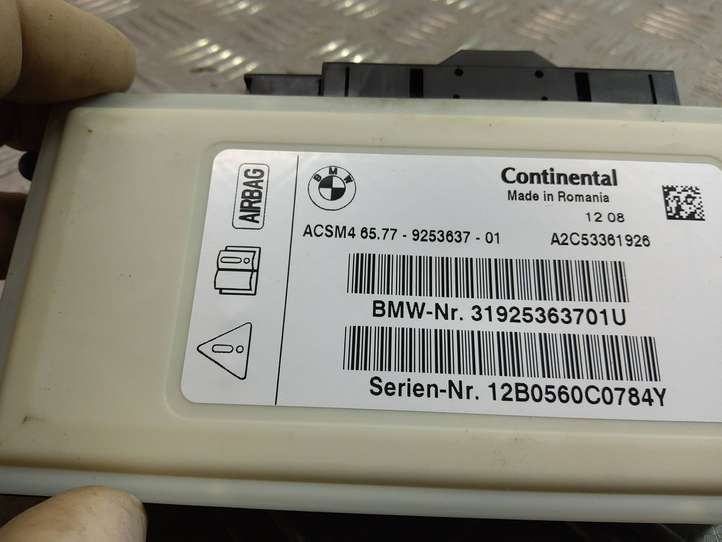 AIRBAG
BMW
Continental
Made in Romania
12 08
ACSM4 65.77 - 9253637 - 01 A2C53361926
BMW-Nr. 31925363701U
Serien-Nr. 12B0560C0784Y